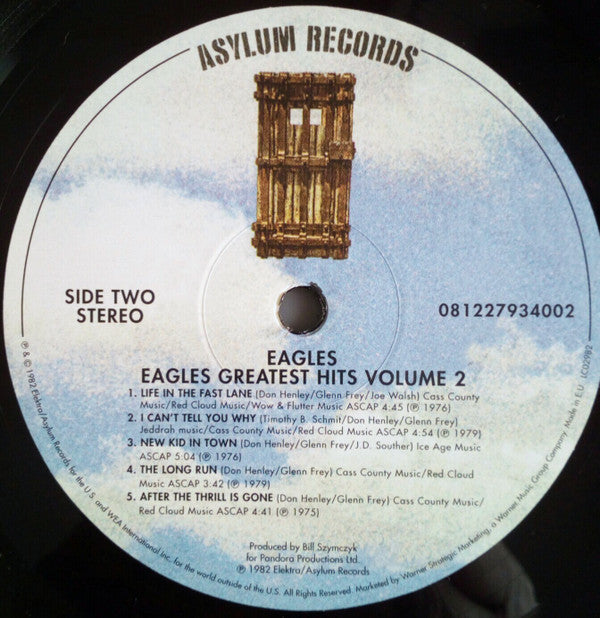 ASYLUM RECORDS
SIDE TWO
STEREO
081227934002
EAGLES
EAGLES GREATEST HITS VOLUME 2
1. LIFE IN THE FAST LANE (Don Henley/Glenn Frey/Joe Walsh) Cass County
Music/Red Cloud Music/Wow & Flutter Music ASCAP 4:45 (℗ 1976)
2. I CAN'T TELL YOU WHY (Timothy B. Schmit/Don Henley/Glenn Frey)
Jeddrah music/Cass County Music/Red Cloud Music ASCAP 4:54 (℗ 1979)
3. NEW KID IN TOWN (Don Henley/Glenn Frey/J.D. Souther) Ice Age Music
ASCAP 5:04 (℗ 1976)
4. THE LONG RUN (Don Henley/Glenn Frey) Cass County Music/Red Cloud
Music ASCAP 3:42 (℗ 1979)
5. AFTER THE THRILL IS GONE (Don Henley/Glenn Frey) Cass County Music/
Red Cloud Music ASCAP 4:41 (℗ 1975)
Produced by Bill Szymczyk
for Pandora Productions Ltd.
℗ 1982 Elektra/Asylum Records
℗ & © 1982 Elektra/Asylum Records for the U.S. and WEA International Inc. for the world outside of the U.S. All Rights Reserved. Marketed by Warner Strategic Marketing, a Warner Music Group Company. Made in E.U. LC02982